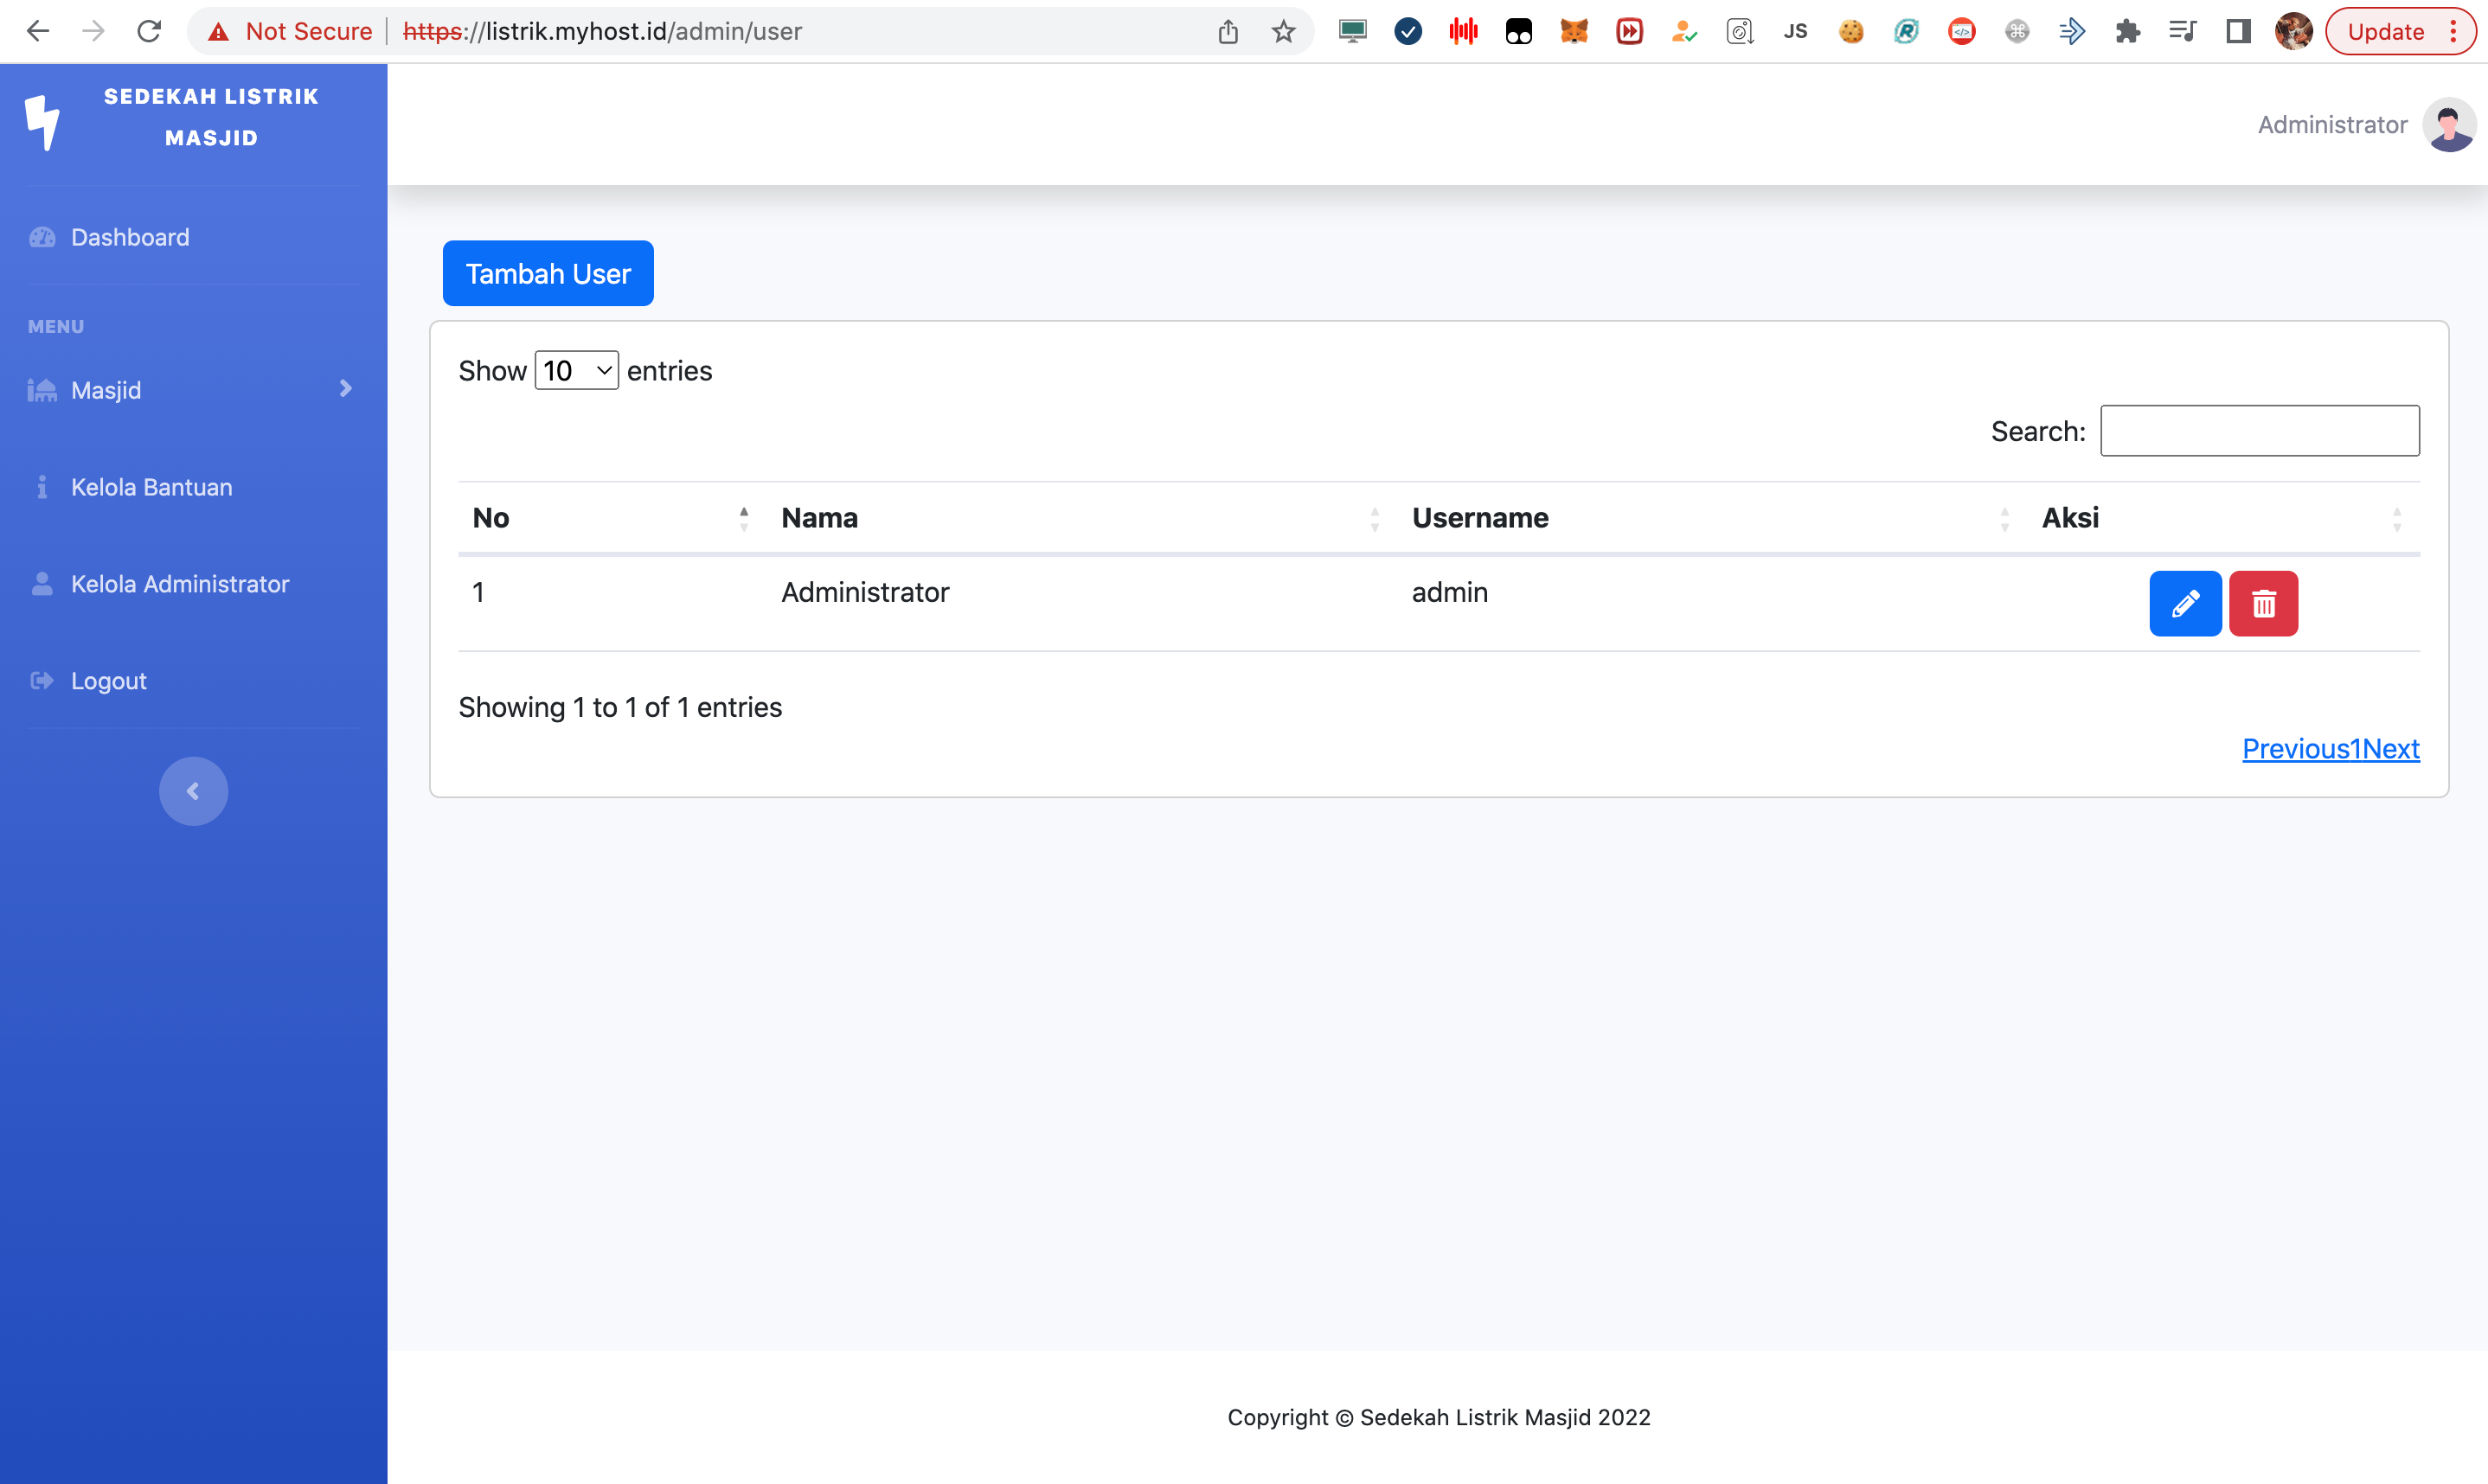 Not Secure
https://listrik.myhost.id/admin/user
JS
Update
SEDEKAH LISTRIK
MASJID
Administrator
Dashboard
Tambah User
MENU
Masjid
Kelola Bantuan
Kelola Administrator
Logout
Show 10 entries
Search:
No Nama Username Aksi
1 Administrator admin
Showing 1 to 1 of 1 entries
Previous1Next
Copyright © Sedekah Listrik Masjid 2022